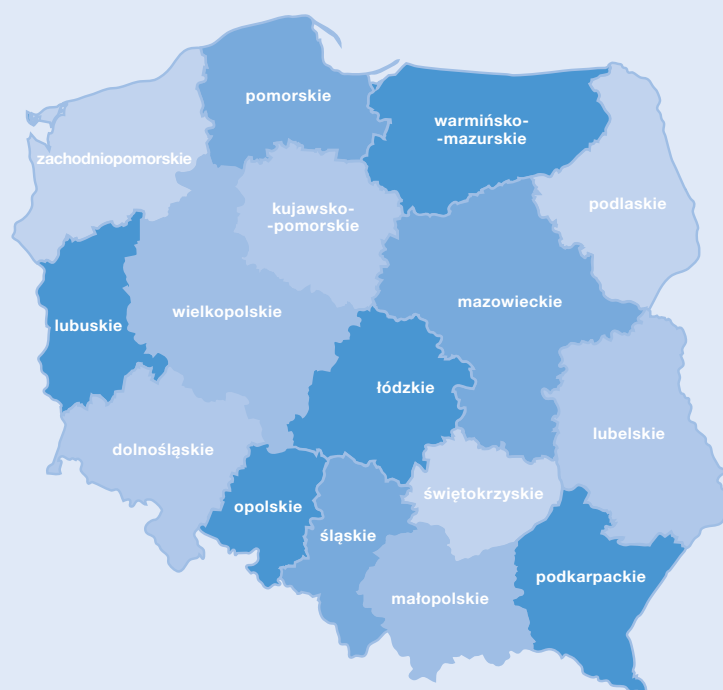 pomorskie
warmińsko-
-mazurskie
zachodniopomorskie
podlaskie
kujawsko-
-pomorskie
mazowieckie
wielkopolskie
lubuskie
łódzkie
lubelskie
dolnośląskie
świętokrzyskie
opolskie
śląskie
podkarpackie
małopolskie